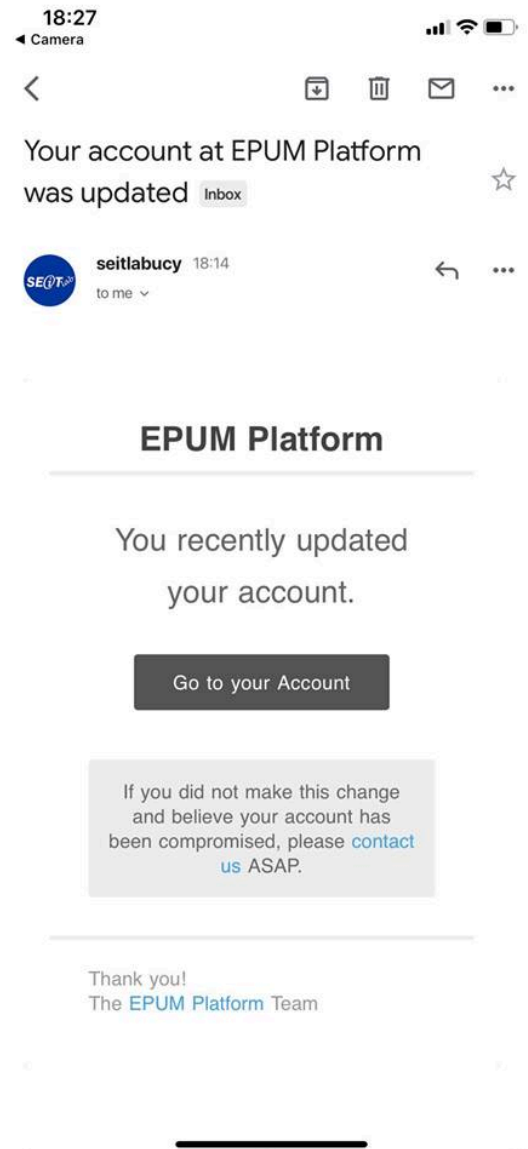 18:27
◀ Camera
Your account at EPUM Platform
was updated Inbox
SEiTLab
seitlabucy 18:14
to me
EPUM Platform
You recently updated
your account.
Go to your Account
If you did not make this change
and believe your account has
been compromised, please contact
us ASAP.
Thank you!
The EPUM Platform Team